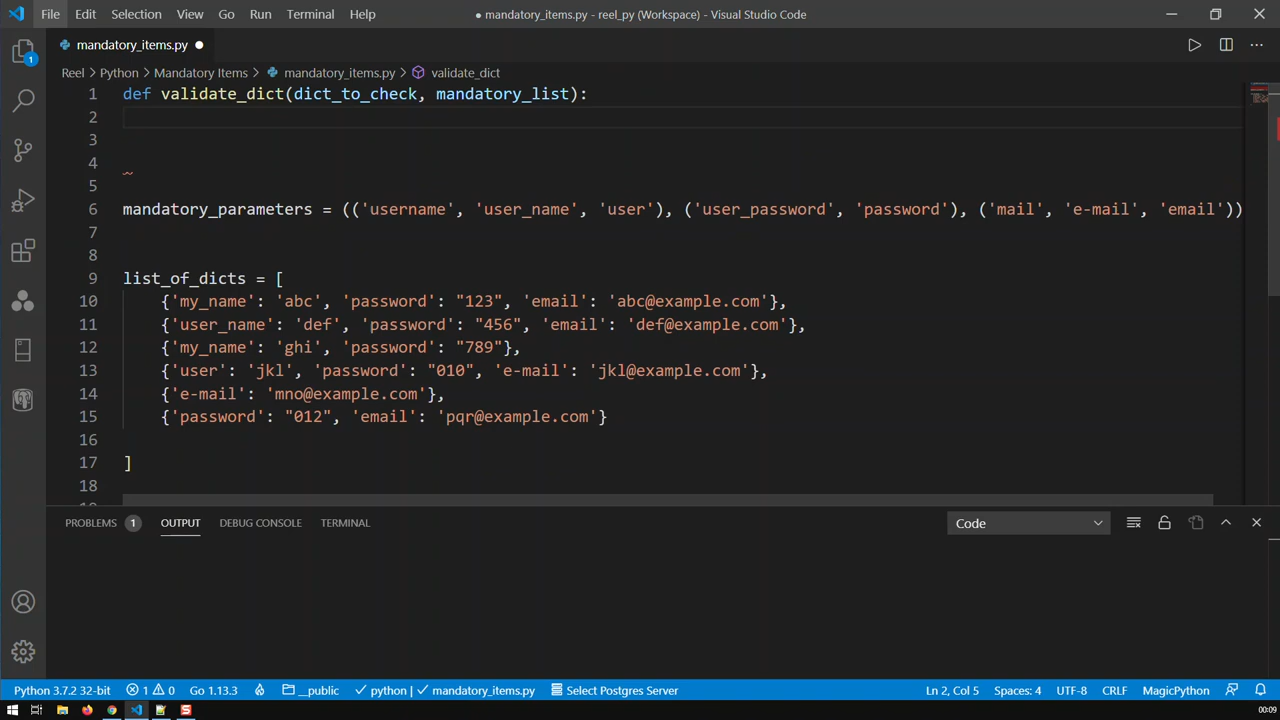 File Edit Selection View Go Run Terminal Help ● mandatory_items.py - reel_py (Workspace) - Visual Studio Code
mandatory_items.py ●
Reel > Python > Mandatory Items > mandatory_items.py > validate_dict
1 def validate_dict(dict_to_check, mandatory_list):
2
3
4
5
6 mandatory_parameters = (('username', 'user_name', 'user'), ('user_password', 'password'), ('mail', 'e-mail', 'email'))
7
8
9 list_of_dicts = [
10 {'my_name': 'abc', 'password': "123", 'email': 'abc@example.com'},
11 {'user_name': 'def', 'password': "456", 'email': 'def@example.com'},
12 {'my_name': 'ghi', 'password': "789"},
13 {'user': 'jkl', 'password': "010", 'e-mail': 'jkl@example.com'},
14 {'e-mail': 'mno@example.com'},
15 {'password': "012", 'email': 'pqr@example.com'}
16
17 ]
18
PROBLEMS 1 OUTPUT DEBUG CONSOLE TERMINAL Code
Python 3.7.2 32-bit 1 0 Go 1.13.3 __public python | mandatory_items.py Select Postgres Server Ln 2, Col 5 Spaces: 4 UTF-8 CRLF MagicPython
00:09